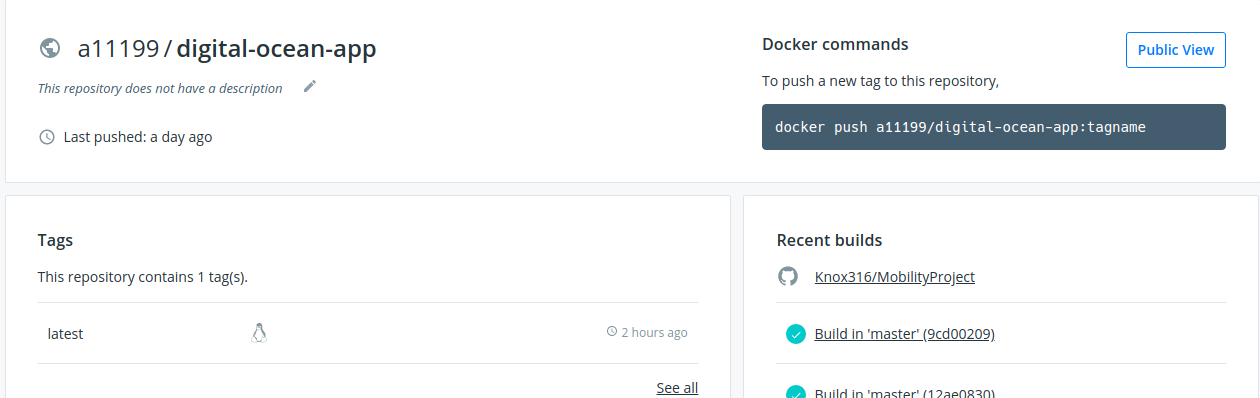 a11199 / digital-ocean-app
This repository does not have a description
Last pushed: a day ago
Docker commands
Public View
To push a new tag to this repository,
docker push a11199/digital-ocean-app:tagname
Tags
This repository contains 1 tag(s).
latest
2 hours ago
See all
Recent builds
Knox316/MobilityProject
Build in 'master' (9cd00209)
Build in 'master' (12ae0830)